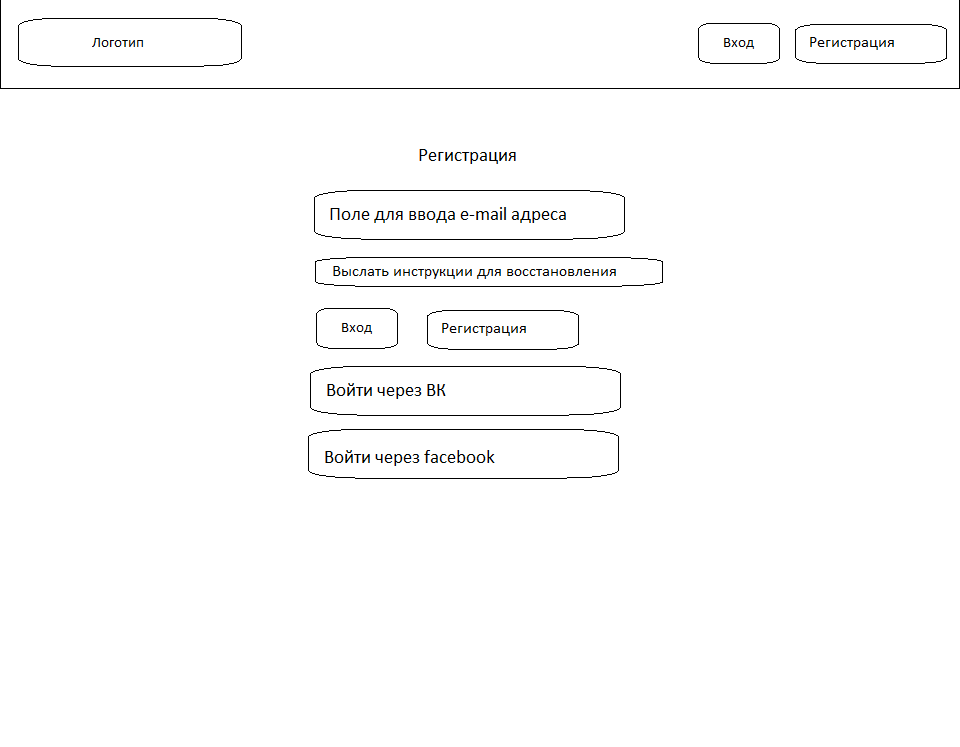 Логотип
Вход
Регистрация
Регистрация
Поле для ввода e-mail адреса
Выслать инструкции для восстановления
Вход
Регистрация
Войти через ВК
Войти через facebook